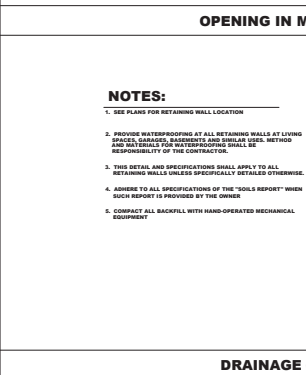 OPENING IN M
NOTES:
1. SEE PLANS FOR RETAINING WALL LOCATION
2. PROVIDE WATERPROOFING AT ALL RETAINING WALLS AT LIVING
SPACES, GARAGES, BASEMENTS AND SIMILAR USES. METHOD
AND MATERIALS FOR WATERPROOFING SHALL BE
RESPONSIBILITY OF THE CONTRACTOR.
3. THIS DETAIL AND SPECIFICATIONS SHALL APPLY TO ALL
RETAINING WALLS UNLESS SPECIFICALLY DETAILED OTHERWISE.
4. ADHERE TO ALL SPECIFICATIONS OF THE "SOILS REPORT" WHEN
SUCH REPORT IS PROVIDED BY THE OWNER
5. COMPACT ALL BACKFILL WITH HAND-OPERATED MECHANICAL
EQUIPMENT
DRAINAGE